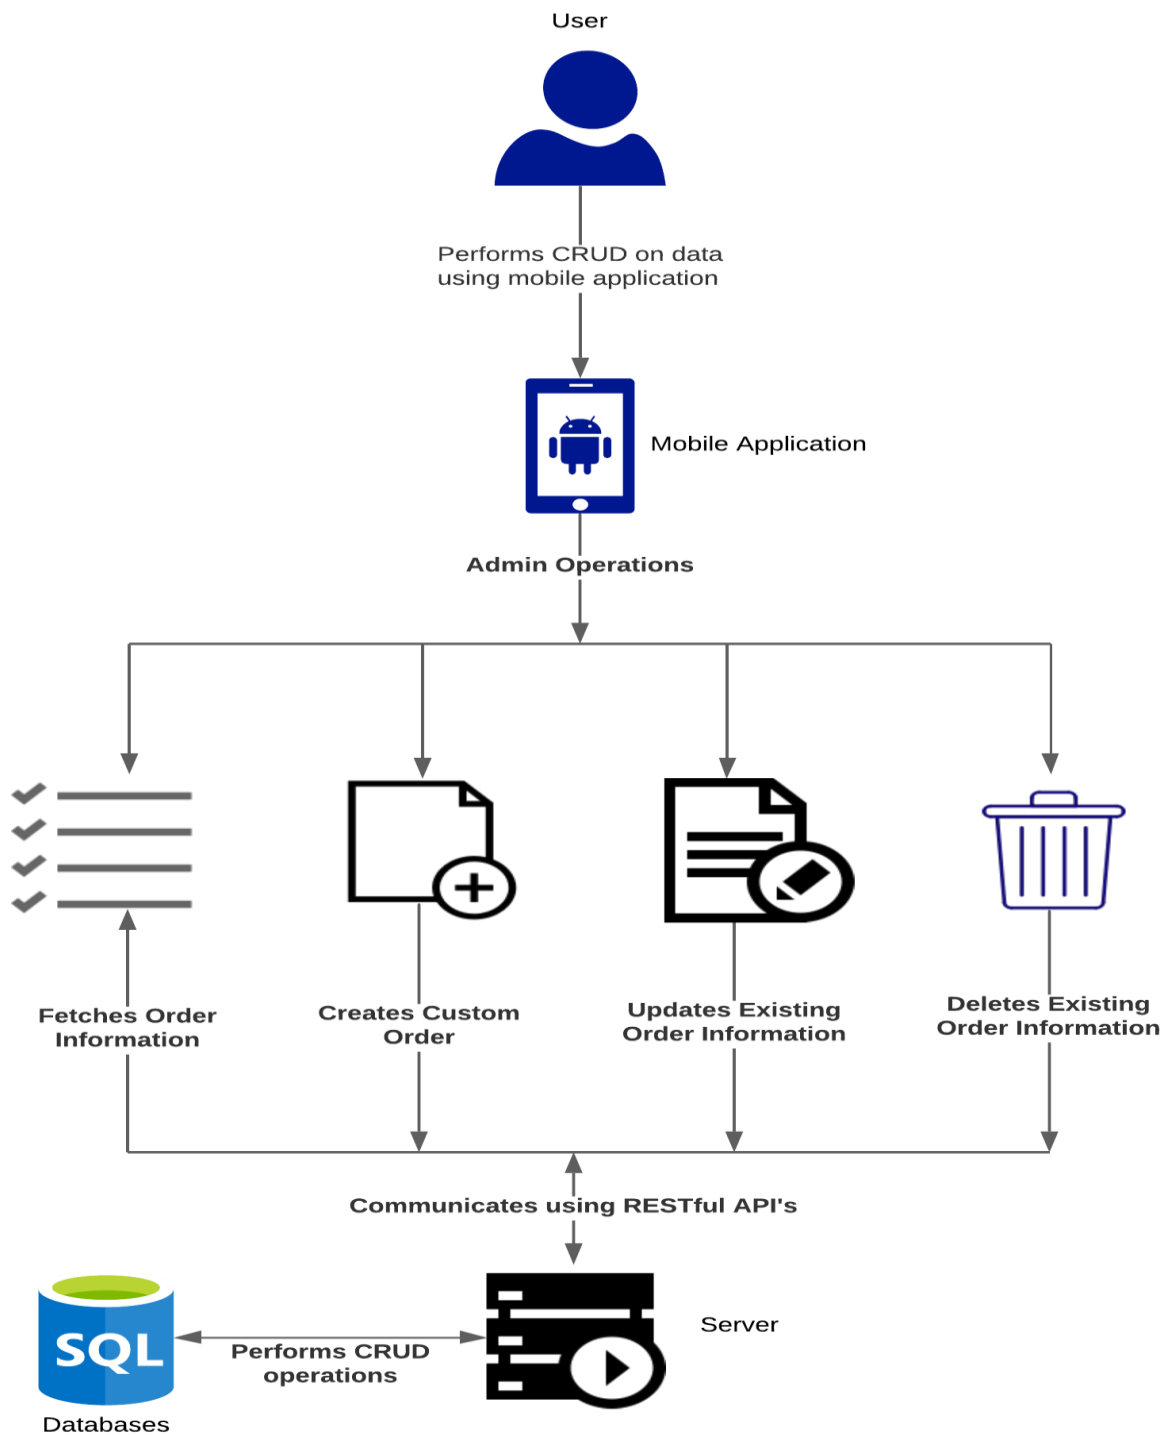 User
Performs CRUD on data
using mobile application
Mobile Application
Admin Operations
Fetches Order
Information
Creates Custom
Order
Updates Existing
Order Information
Deletes Existing
Order Information
Communicates using RESTful API's
SQL
Databases
Performs CRUD
operations
Server